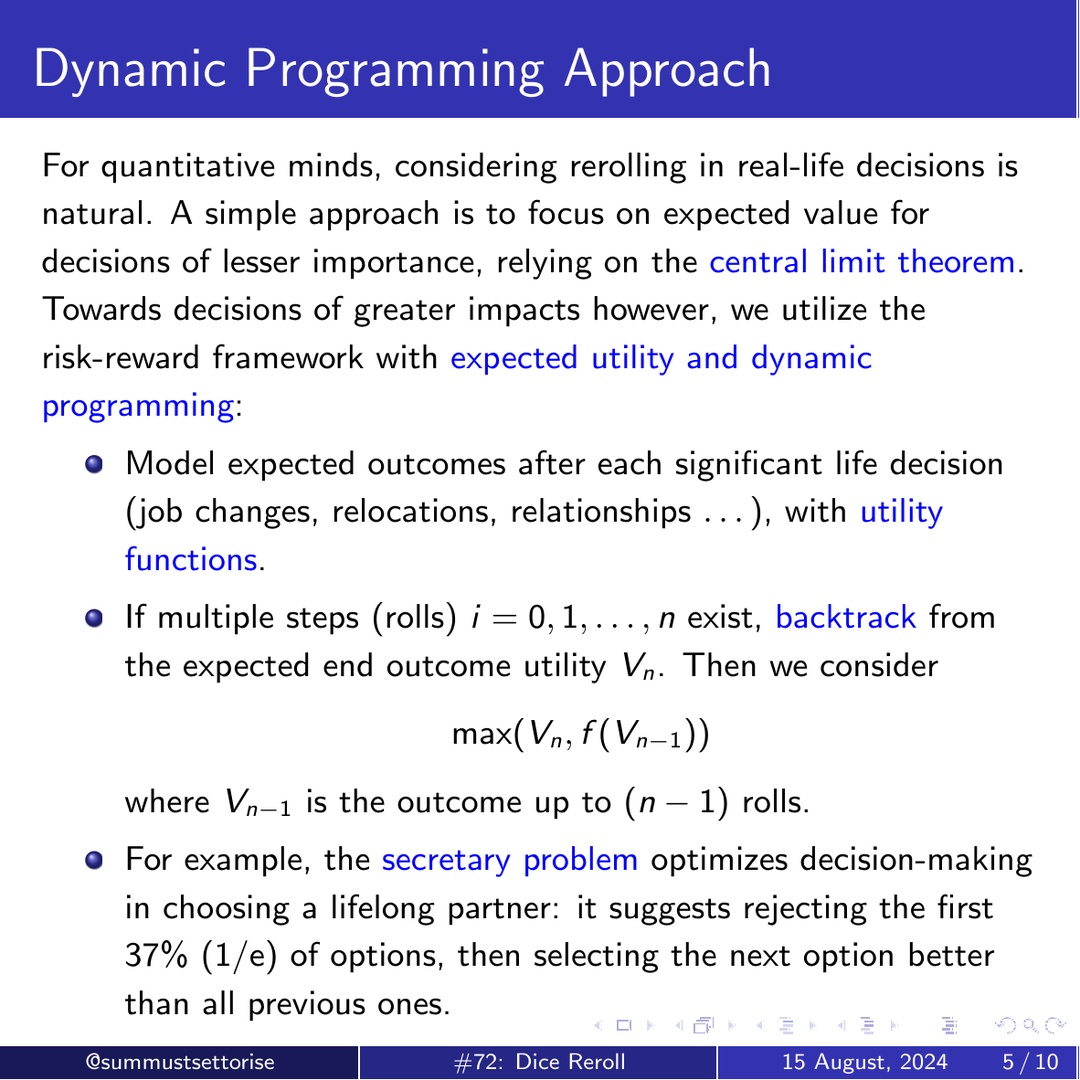 Dynamic Programming Approach
For quantitative minds, considering rerolling in real-life decisions is
natural. A simple approach is to focus on expected value for
decisions of lesser importance, relying on the central limit theorem.
Towards decisions of greater impacts however, we utilize the
risk-reward framework with expected utility and dynamic
programming:
Model expected outcomes after each significant life decision
(job changes, relocations, relationships ...), with utility
functions.
If multiple steps (rolls) i = 0, 1, ..., n exist, backtrack from
the expected end outcome utility Vₙ. Then we consider
max(Vₙ, f(Vₙ₋₁))
where Vₙ₋₁ is the outcome up to (n − 1) rolls.
For example, the secretary problem optimizes decision-making
in choosing a lifelong partner: it suggests rejecting the first
37% (1/e) of options, then selecting the next option better
than all previous ones.
@summustsettorise #72: Dice Reroll 15 August, 2024 5 / 10